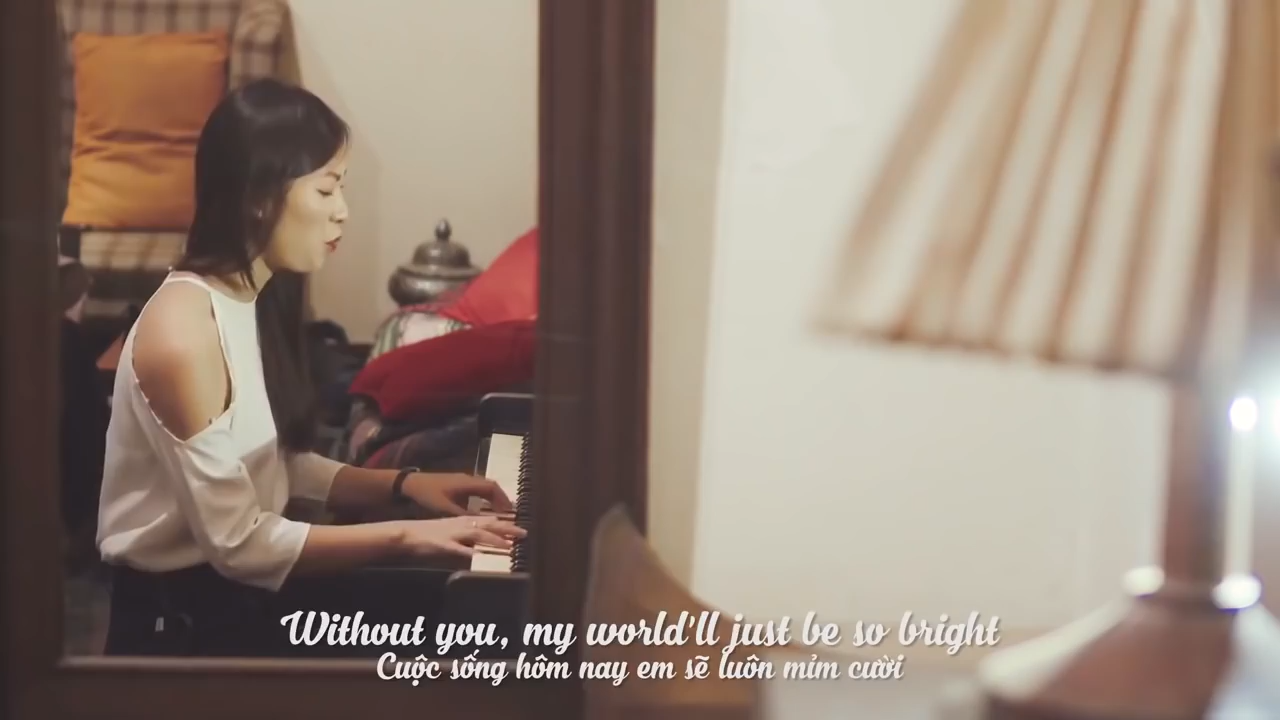 Without you, my world'll just be so bright
Cuộc sống hôm nay em sẽ luôn mỉm cười